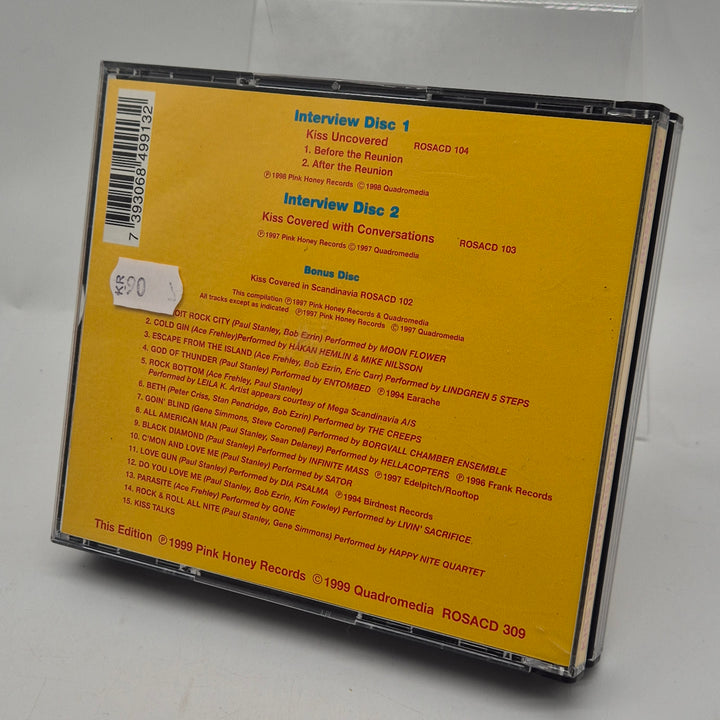 7 393068 499132
KR 90
Interview Disc 1
Kiss Uncovered ROSACD 104
1. Before the Reunion
2. After the Reunion
Ⓟ1998 Pink Honey Records Ⓒ1998 Quadromedia
Interview Disc 2
Kiss Covered with Conversations ROSACD 103
Ⓟ1997 Pink Honey Records Ⓒ1997 Quadromedia
Bonus Disc
Kiss Covered in Scandinavia ROSACD 102
This compilation Ⓟ1997 Pink Honey Records & Quadromedia
All tracks except as indicated Ⓟ1997 Pink Honey Records Ⓒ 1997 Quadromedia
OIT ROCK CITY (Paul Stanley, Bob Ezrin) Performed by MOON FLOWER
2. COLD GIN (Ace Frehley)Performed by HÅKAN HEMLIN & MIKE NILSSON
3. ESCAPE FROM THE ISLAND (Ace Frehley, Bob Ezrin, Eric Carr) Performed by LINDGREN 5 STEPS
4. GOD OF THUNDER (Paul Stanley) Performed by ENTOMBED Ⓟ1994 Earache
5. ROCK BOTTOM (Ace Frehley, Paul Stanley)
Performed by LEILA K. Artist appears courtesy of Mega Scandinavia A/S
6. BETH (Peter Criss, Stan Pendridge, Bob Ezrin) Performed by THE CREEPS
7. GOIN' BLIND (Gene Simmons, Steve Coronel) Performed by BORGVALL CHAMBER ENSEMBLE
8. ALL AMERICAN MAN (Paul Stanley, Sean Delaney) Performed by HELLACOPTERS Ⓟ 1996 Frank Records
9. BLACK DIAMOND (Paul Stanley) Performed by INFINITE MASS Ⓟ 1997 Edelpitch/Rooftop
10. C'MON AND LOVE ME (Paul Stanley) Performed by SATOR
11. LOVE GUN (Paul Stanley) Performed by DIA PSALMA Ⓟ 1994 Birdnest Records
12. DO YOU LOVE ME (Paul Stanley, Bob Ezrin, Kim Fowley) Performed by LIVIN' SACRIFICE
13. PARASITE (Ace Frehley) Performed by GONE
14. ROCK & ROLL ALL NITE (Paul Stanley, Gene Simmons) Performed by HAPPY NITE QUARTET
15. KISS TALKS
This Edition Ⓟ1999 Pink Honey Records Ⓒ1999 Quadromedia ROSACD 309